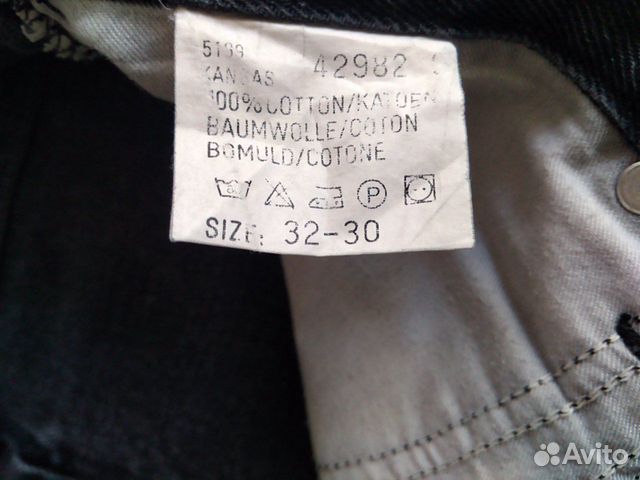 5199 42982
KANSAS
100%COTTON/KATOEN
BAUMWOLLE/COTON
BOMULD/COTONE
P
SIZE: 32-30
Avito